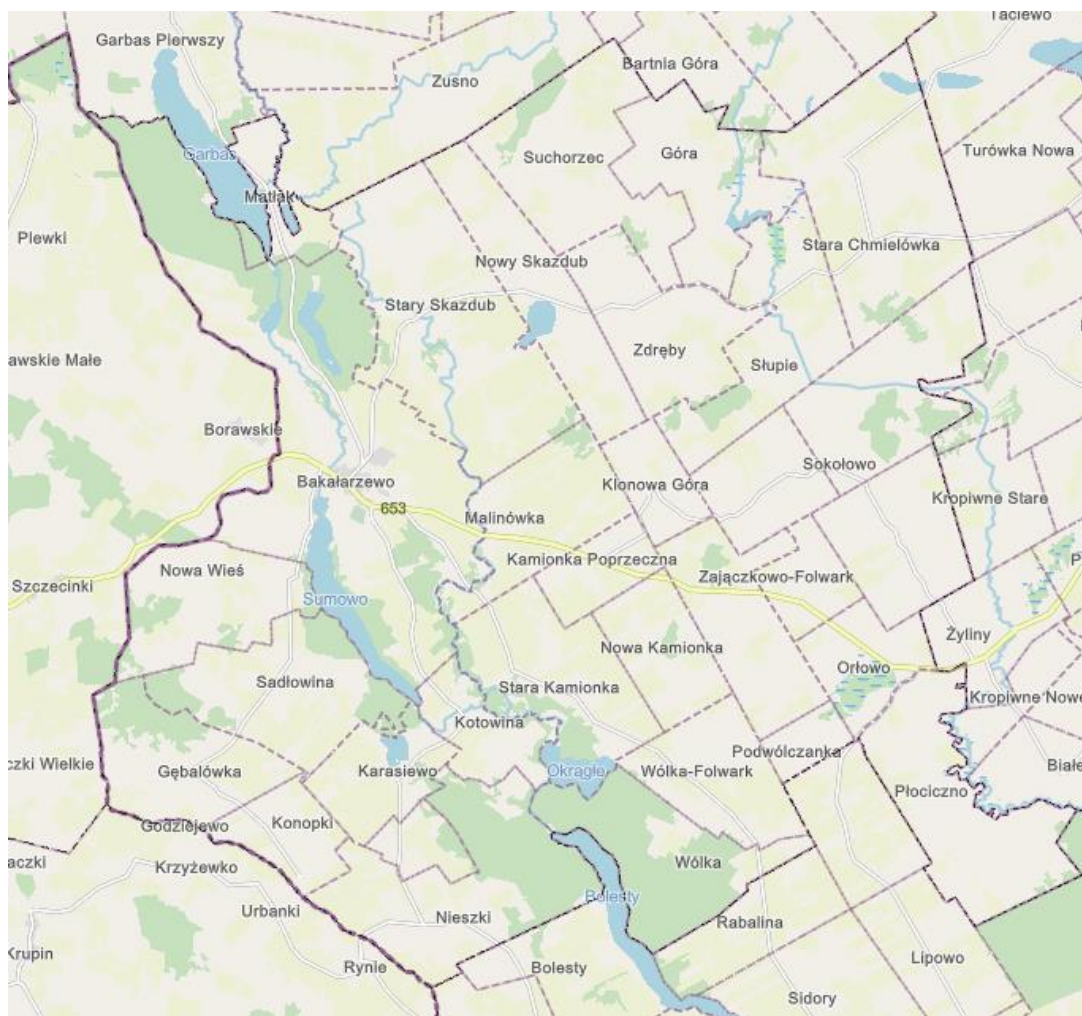 Taciewo
Garbas Pierwszy
Bartnia Góra
Zusno
Garbas
Suchorzec
Góra
Turówka Nowa
Matłak
Plewki
Stara Chmielówka
Nowy Skazdub
Stary Skazdub
Zdręby
Słupie
awskie Małe
Borawskie
Sokołowo
Bakałarzewo
Klonowa Góra
Kropiwne Stare
653
Malinówka
Kamionka Poprzeczna
Nowa Wieś
Zajączkowo-Folwark
Szczecinki
Sumowo
Żyliny
Nowa Kamionka
Orłowo
Sadłowina
Stara Kamionka
Kropiwne Nowe
Kotowina
Podwólczanka
czki Wielkie
Gębalówka
Karasiewo
Okrągłe
Wólka-Folwark
Białe
Płociczno
Godziejewo
Konopki
aczki
Krzyżewko
Wólka
Bolesty
Urbanki
Nieszki
Rabalina
Krupin
Rynie
Bolesty
Lipowo
Sidory